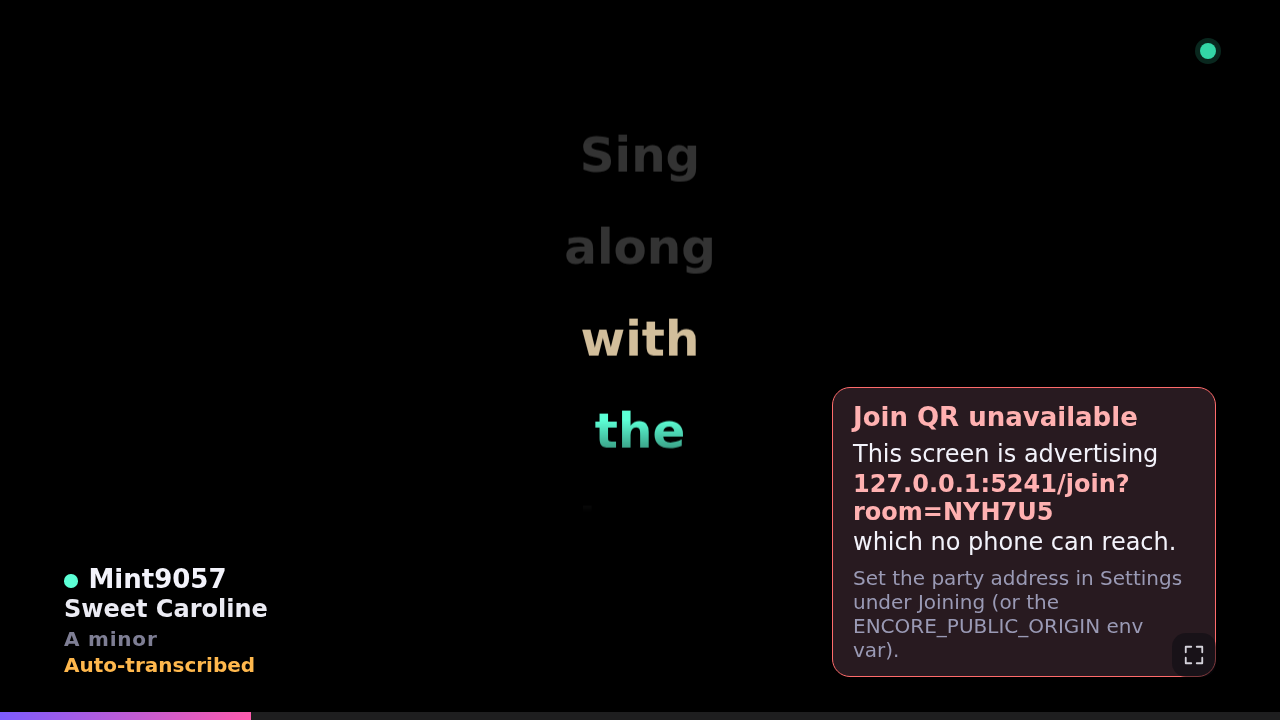 Sing
along
with
the
Join QR unavailable
This screen is advertising
127.0.0.1:5241/join?
room=NYH7U5
which no phone can reach.
Set the party address in Settings
under Joining (or the
ENCORE_PUBLIC_ORIGIN env
var).
Mint9057
Sweet Caroline
A minor
Auto-transcribed